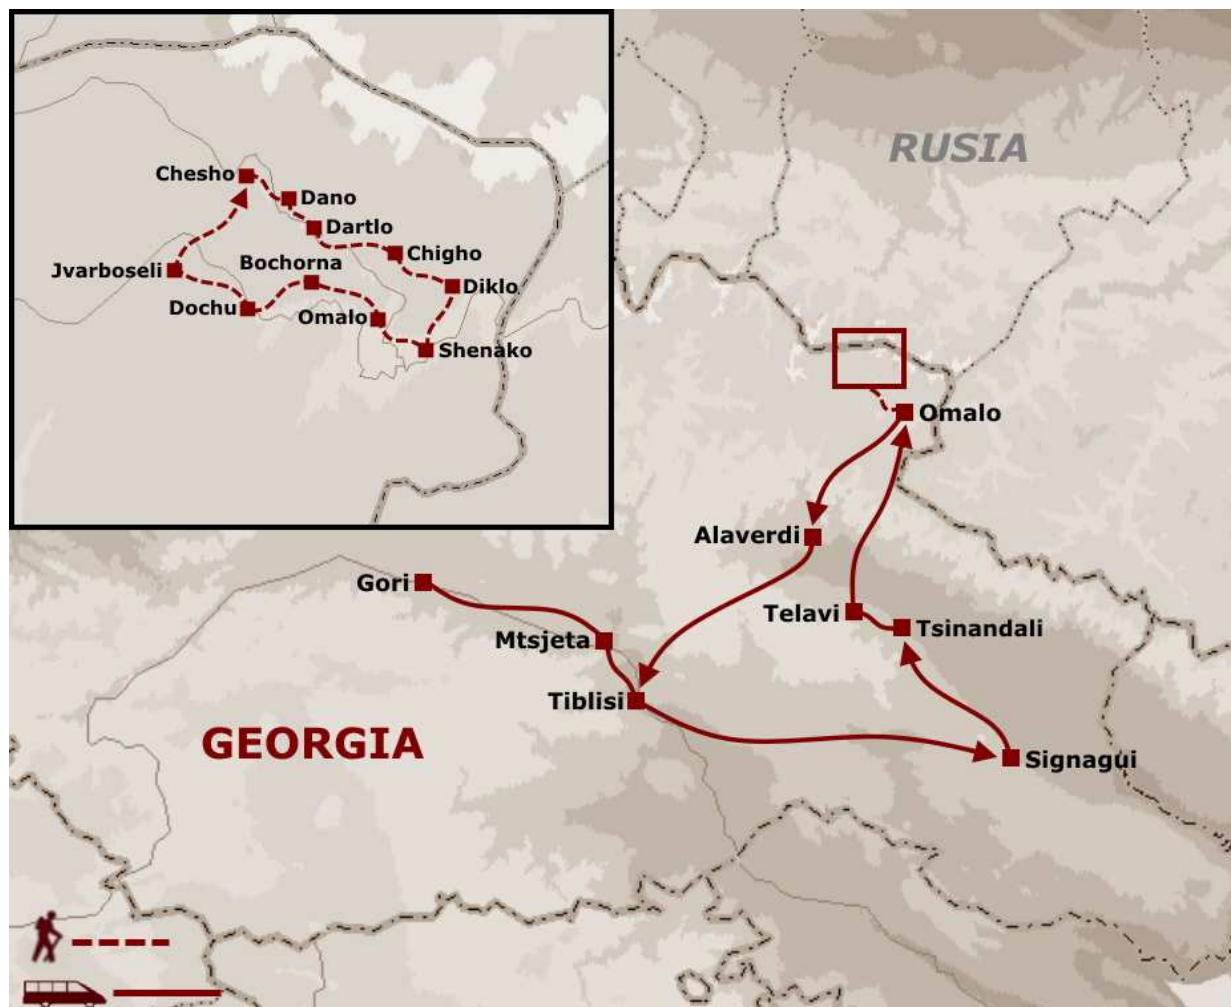 Chesho
Dano
Dartlo
Bochorna
Chigho
Jvarboseli
Diklo
Dochu
Omalo
Shenako
RUSIA
Omalo
Alaverdi
Gori
Telavi
Tsinandali
Mtsjeta
Tiblisi
GEORGIA
Signagui